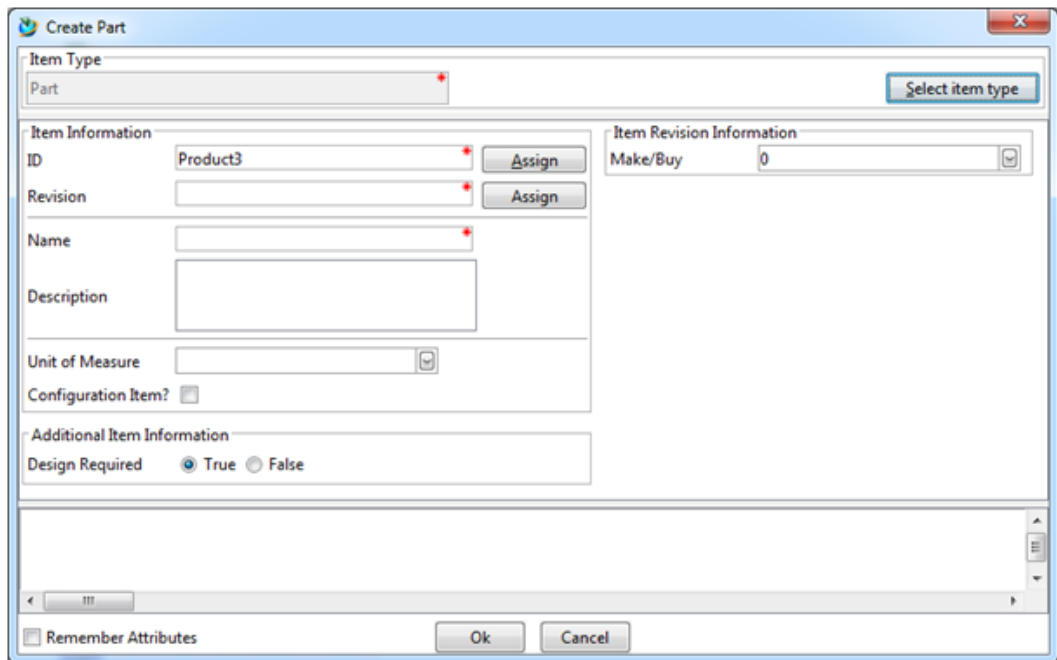 Create Part
Item Type
Part
Select item type
Item Information
ID
Product3
Assign
Revision
Assign
Name
Description
Unit of Measure
Configuration Item?
Additional Item Information
Design Required
True
False
Item Revision Information
Make/Buy
0
Remember Attributes
Ok
Cancel